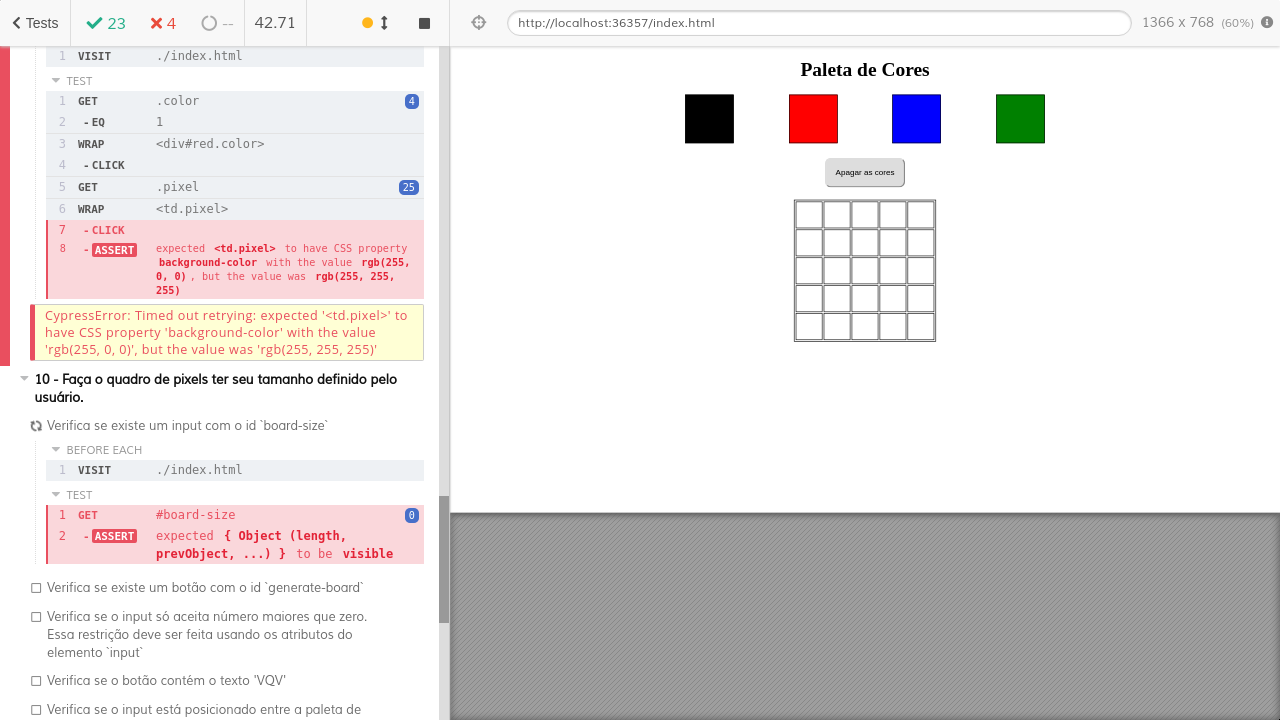 Tests
23
4
--
42.71
http://localhost:36357/index.html
1366 x 768 (60%)
1 VISIT ./index.html
TEST
1 GET .color 4
2 - EQ 1
3 WRAP <div#red.color>
4 - CLICK
5 GET .pixel 25
6 WRAP <td.pixel>
7 - CLICK
8 - ASSERT expected <td.pixel> to have CSS property
background-color with the value rgb(255,
0, 0) , but the value was rgb(255, 255,
255)
CypressError: Timed out retrying: expected '<td.pixel>' to
have CSS property 'background-color' with the value
'rgb(255, 0, 0)', but the value was 'rgb(255, 255, 255)'
10 - Faça o quadro de pixels ter seu tamanho definido pelo
usuário.
Verifica se existe um input com o id `board-size`
BEFORE EACH
1 VISIT ./index.html
TEST
1 GET #board-size 0
2 - ASSERT expected { Object (length,
prevObject, ...) } to be visible
Verifica se existe um botão com o id `generate-board`
Verifica se o input só aceita número maiores que zero.
Essa restrição deve ser feita usando os atributos do
elemento `input`
Verifica se o botão contém o texto 'VQV'
Verifica se o input está posicionado entre a paleta de
Paleta de Cores
Apagar as cores